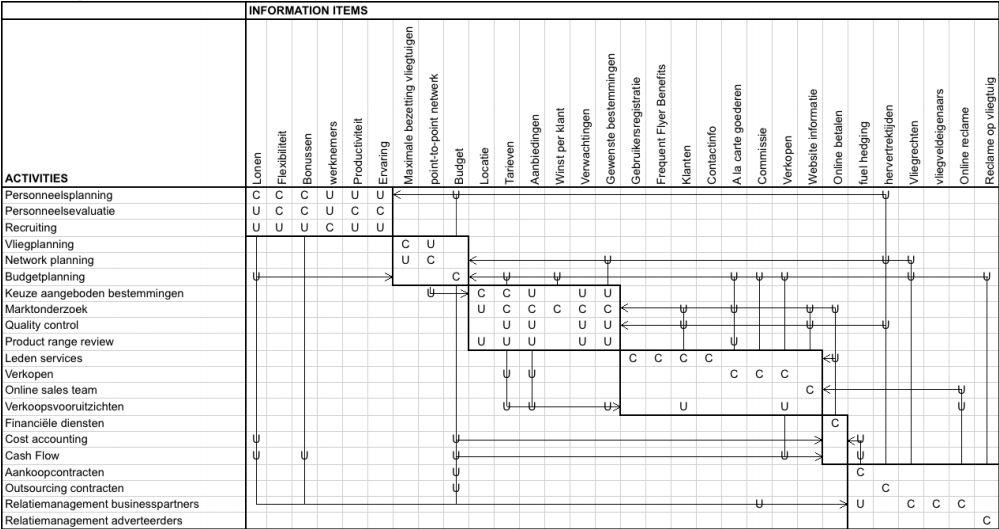 INFORMATION ITEMS
ACTIVITIES
Lonen
Flexibiliteit
Bonussen
werknemers
Productiviteit
Ervaring
Maximale bezetting vliegtuigen
point-to-point netwerk
Budget
Locatie
Tarieven
Aanbiedingen
Winst per klant
Verwachtingen
Gewenste bestemmingen
Gebruikersregistratie
Frequent Flyer Benefits
Klanten
Contactinfo
A la carte goederen
Commissie
Verkopen
Website informatie
Online betalen
fuel hedging
hervertrektijden
Vliegrechten
vliegveldeigenaars
Online reclame
Reclame op vliegtuig
Personneelsplanning C C C U U U U U
Personeelsevaluatie U C C U C C
Recruiting U U U C U U
Vliegplanning C U
Network planning U C U U U
Budgetplanning U C U U U U U U U
Keuze aangeboden bestemmingen U C C U U U
Marktonderzoek U C C C C C U U U U
Quality control U U U U U U U
Product range review U U U U U U
Leden services C C C C U
Verkopen U U C C C
Online sales team C U
Verkoopsvooruitzichten U U U U U U
Financiële diensten C
Cost accounting U U U
Cash Flow U U U U U
Aankoopcontracten U C
Outsourcing contracten U C
Relatiemanagement businesspartners U U C C C
Relatiemanagement adverteerders C